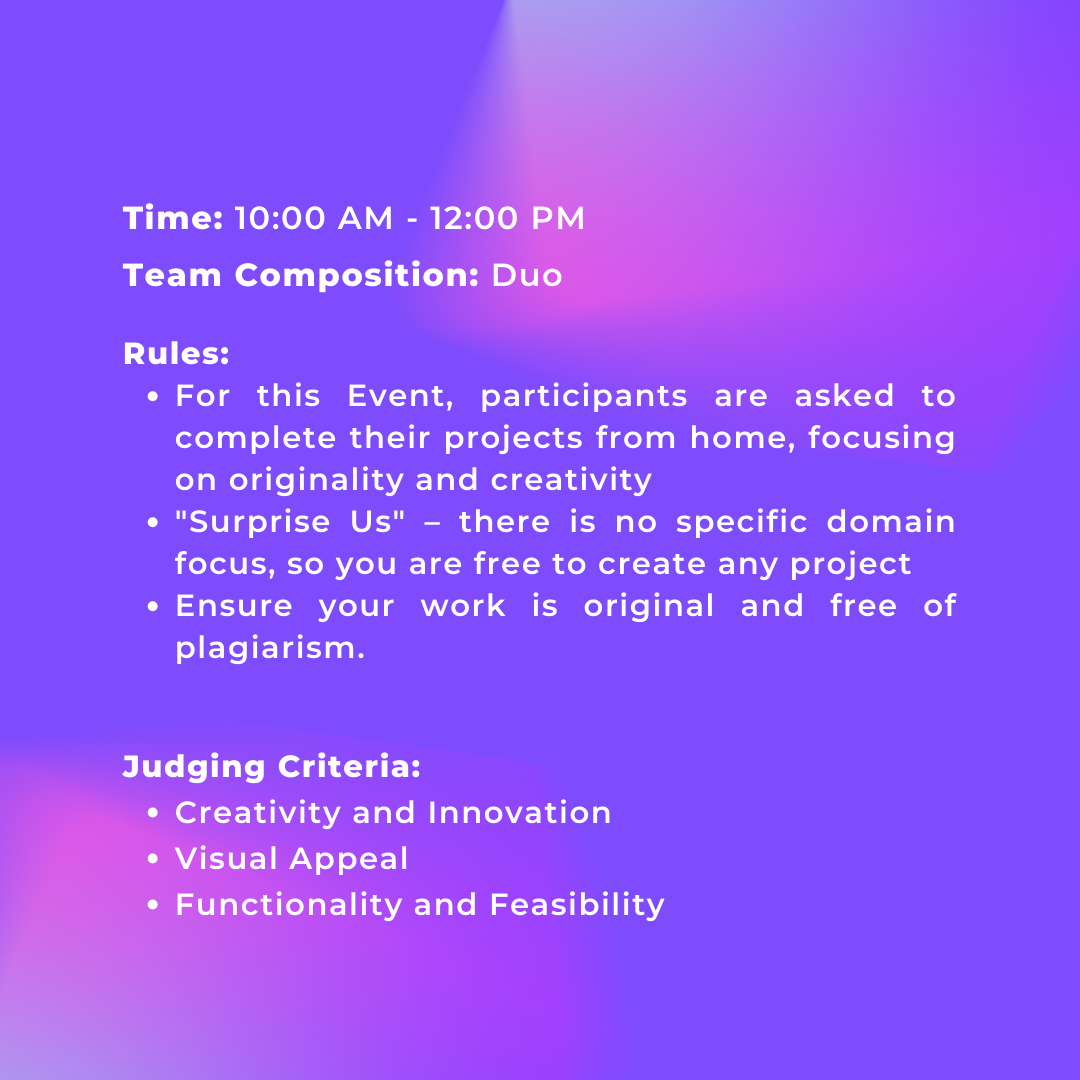 Time: 10:00 AM - 12:00 PM
Team Composition: Duo
Rules:
• For this Event, participants are asked to
complete their projects from home, focusing
on originality and creativity
• "Surprise Us" – there is no specific domain
focus, so you are free to create any project
• Ensure your work is original and free of
plagiarism.
Judging Criteria:
• Creativity and Innovation
• Visual Appeal
• Functionality and Feasibility